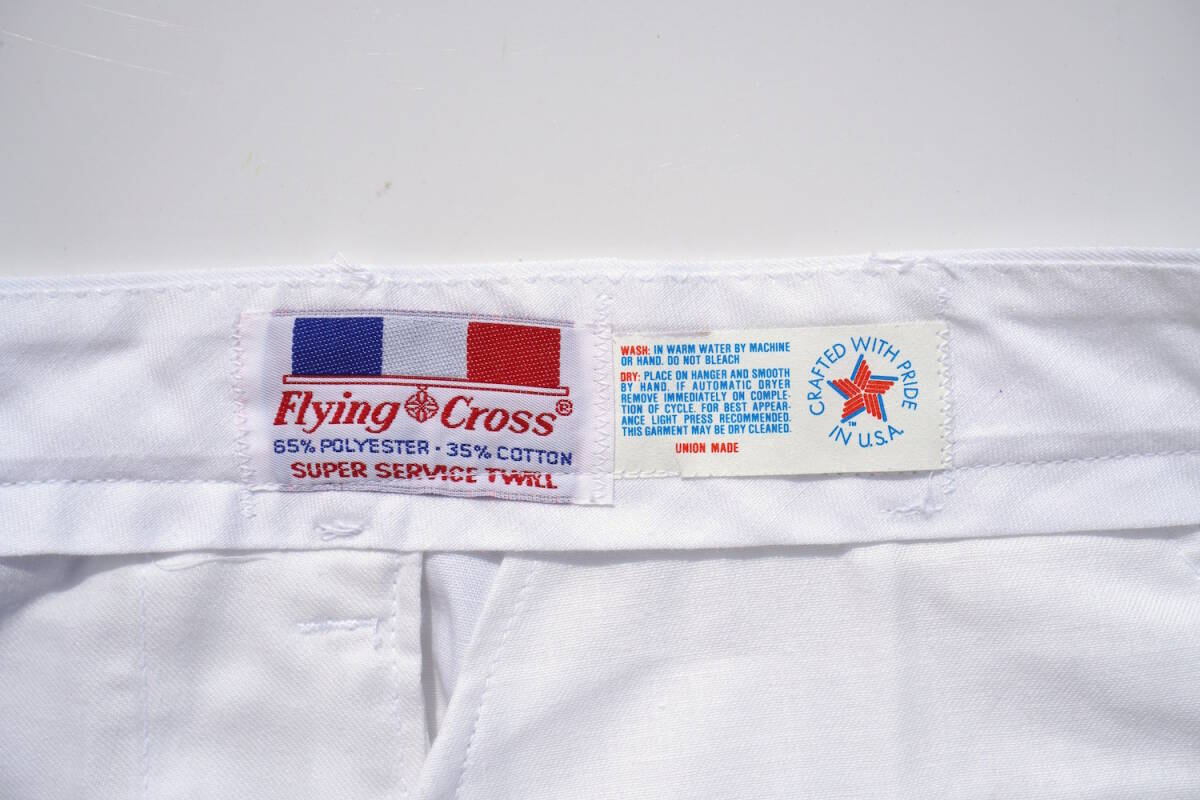 Flying Cross®
65% POLYESTER · 35% COTTON
SUPER SERVICE TWILL
WASH: IN WARM WATER BY MACHINE
OR HAND. DO NOT BLEACH
DRY: PLACE ON HANGER AND SMOOTH
BY HAND. IF AUTOMATIC DRYER
REMOVE IMMEDIATELY ON COMPLE-
TION OF CYCLE. FOR BEST APPEAR-
ANCE LIGHT PRESS RECOMMENDED.
THIS GARMENT MAY BE DRY CLEANED.
UNION MADE
CRAFTED WITH PRIDE
TM
IN U.S.A.